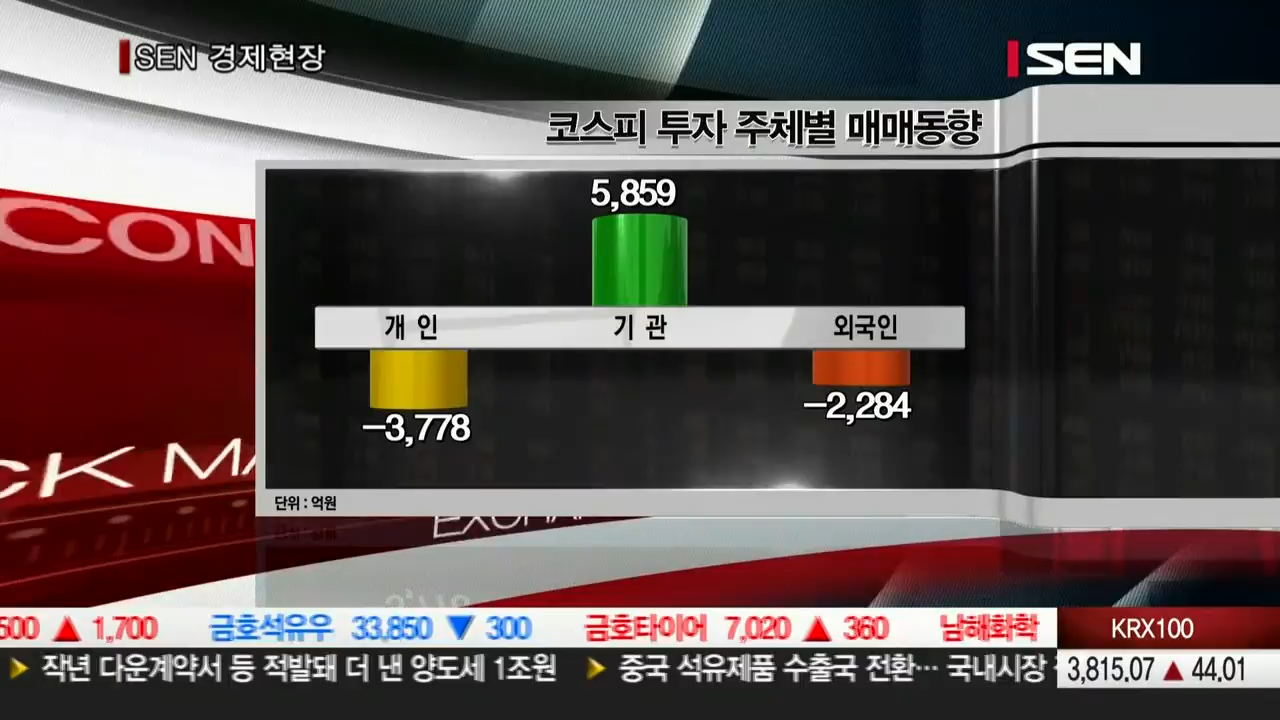 SEN 경제현장
SEN
코스피 투자 주체별 매매동향
5,859
개 인 기 관 외국인
-3,778
-2,284
단위 : 억원
CON
CK MA
500 ▲ 1,700 금호석유우 33,850 ▼ 300 금호타이어 7,020 ▲ 360 남해화학
KRX100
작년 다운계약서 등 적발돼 더 낸 양도세 1조원 중국 석유제품 수출국 전환… 국내시장
3,815.07 ▲ 44.01